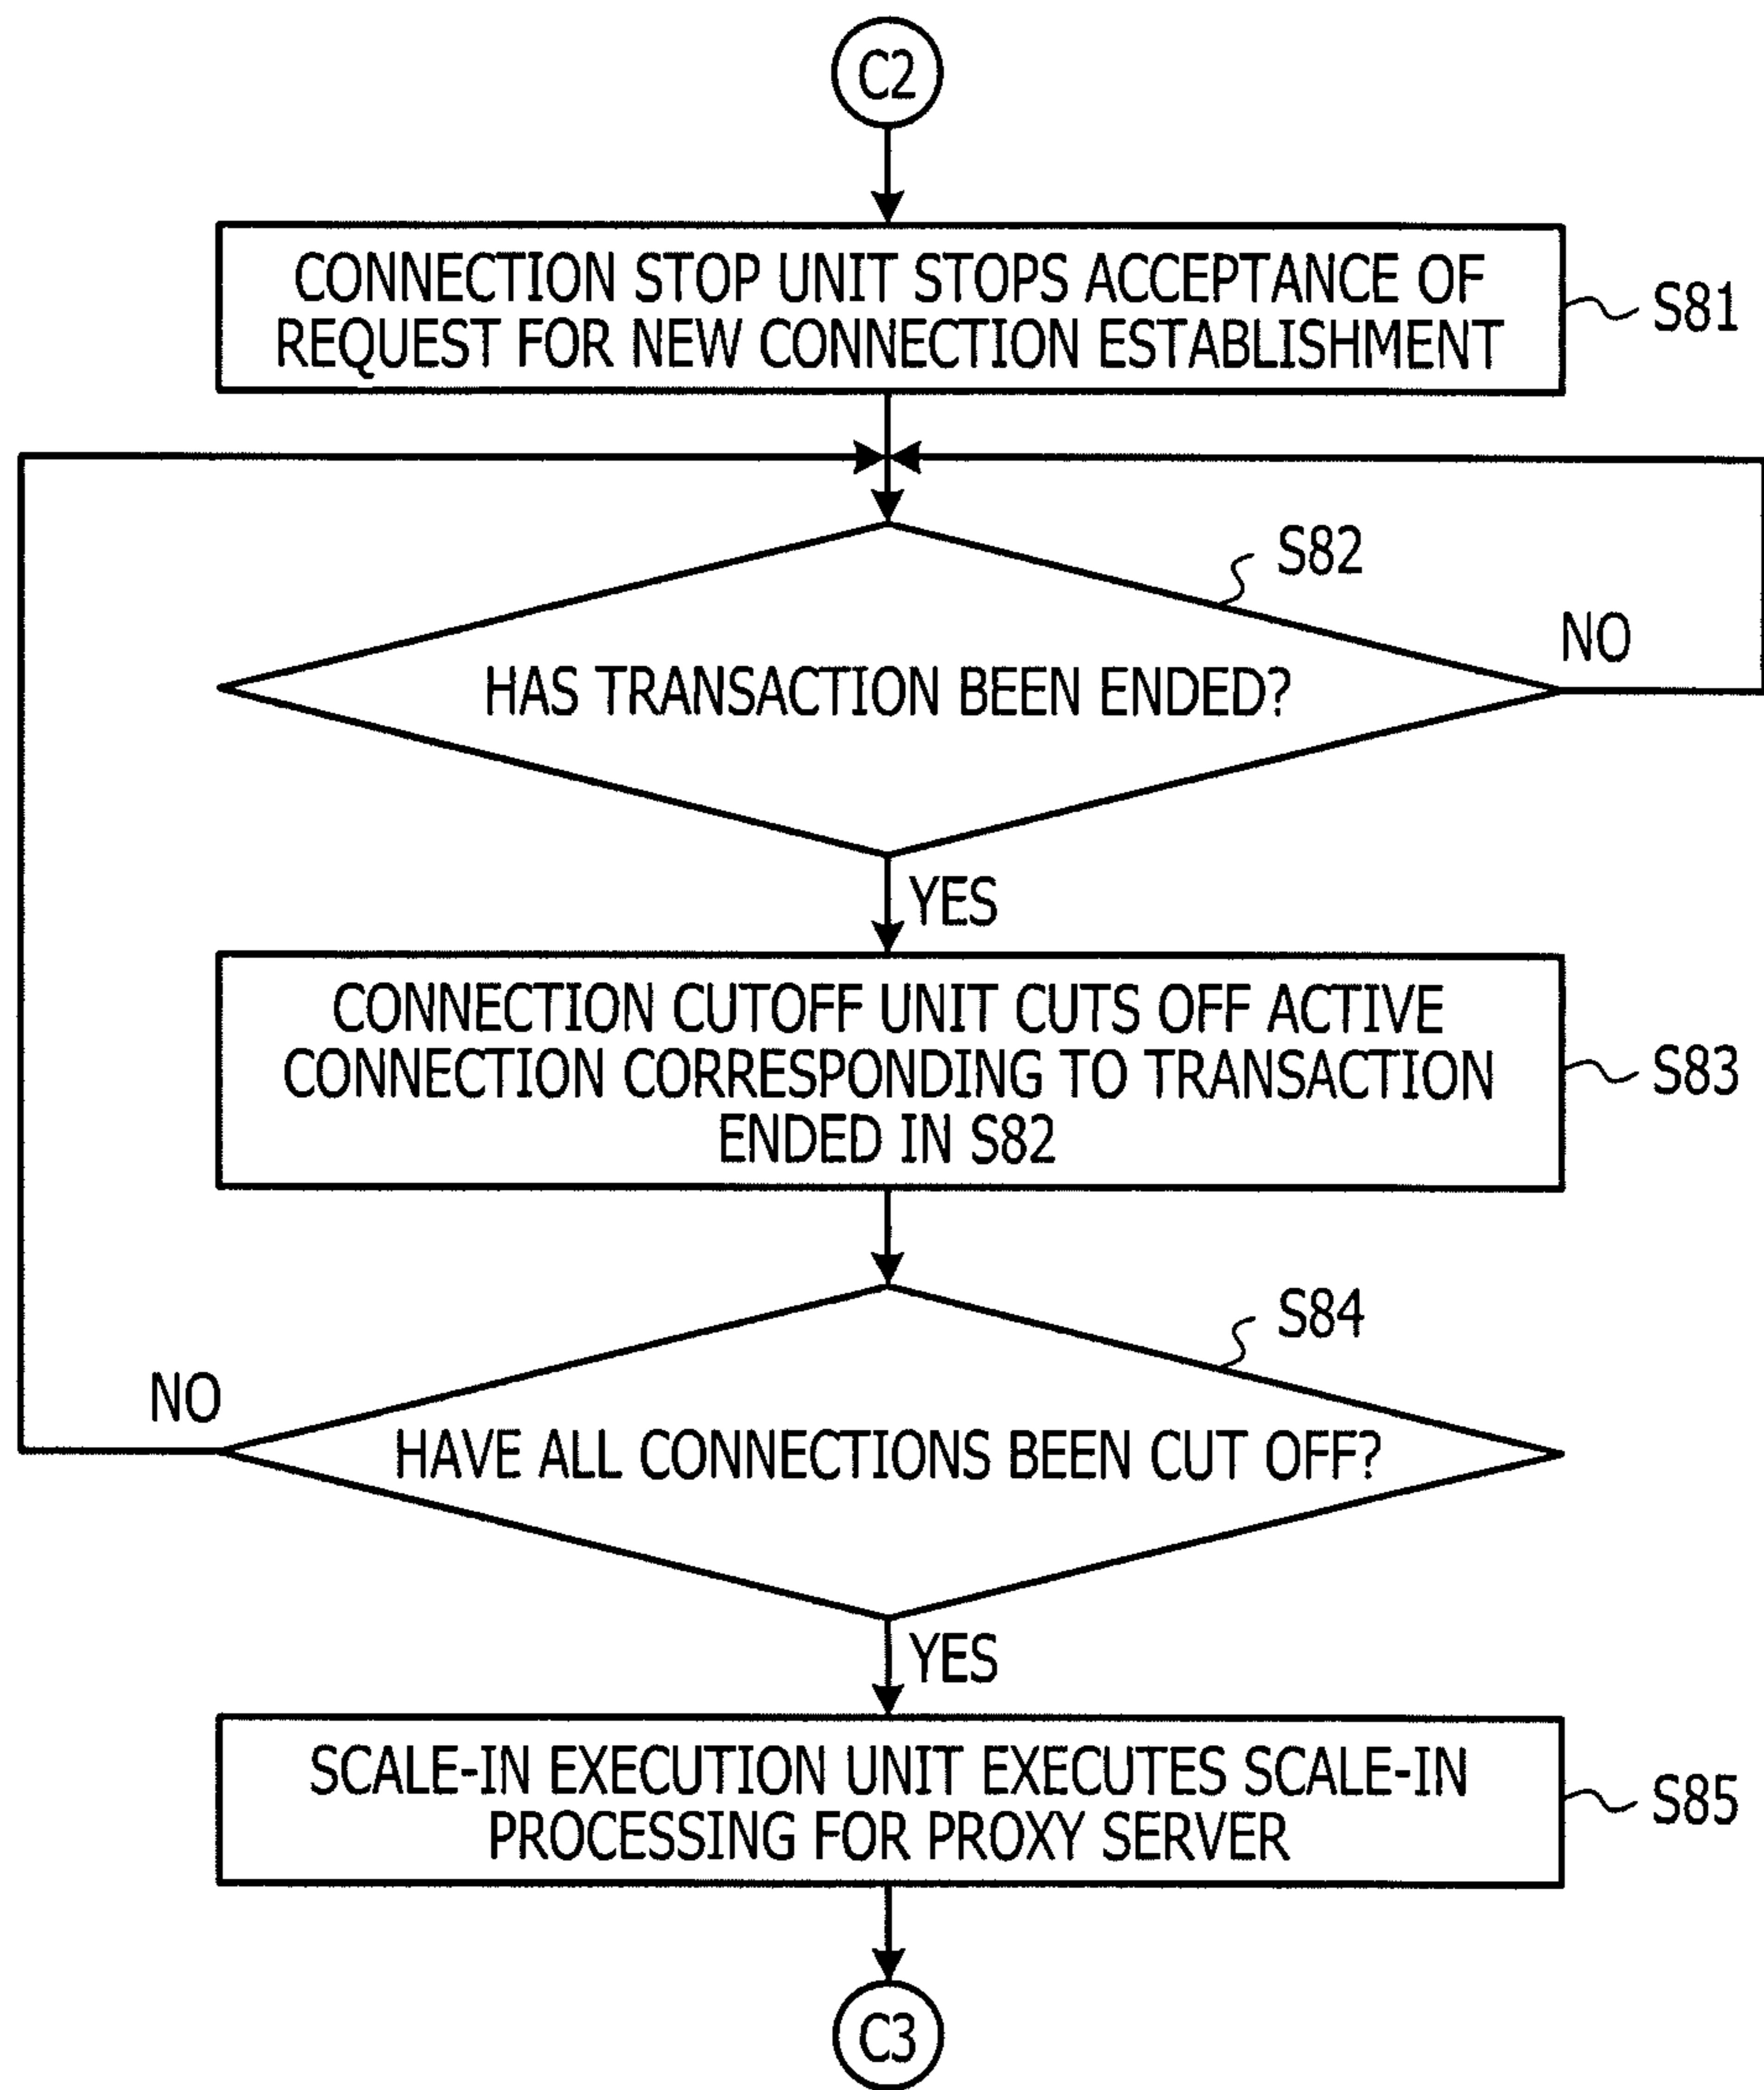 C2
CONNECTION STOP UNIT STOPS ACCEPTANCE OF
REQUEST FOR NEW CONNECTION ESTABLISHMENT
S81
S82
NO
HAS TRANSACTION BEEN ENDED?
YES
CONNECTION CUTOFF UNIT CUTS OFF ACTIVE
CONNECTION CORRESPONDING TO TRANSACTION
ENDED IN S82
S83
S84
NO
HAVE ALL CONNECTIONS BEEN CUT OFF?
YES
SCALE-IN EXECUTION UNIT EXECUTES SCALE-IN
PROCESSING FOR PROXY SERVER
S85
C3